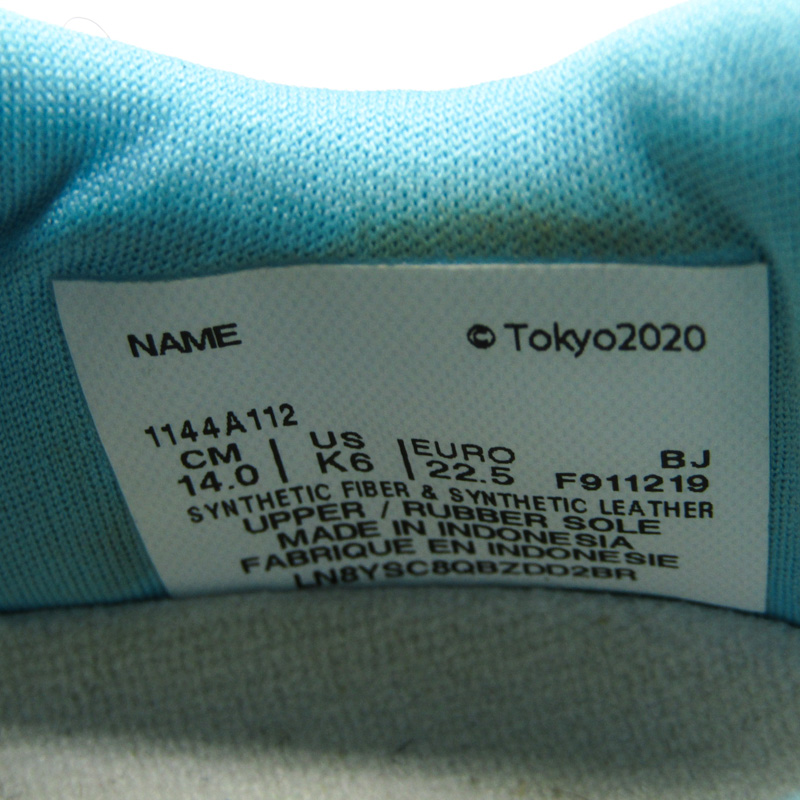 NAME © Tokyo2020
1144A112
CM | US | EURO BJ
14.0 K6 22.5 F911219
SYNTHETIC FIBER & SYNTHETIC LEATHER
UPPER / RUBBER SOLE
MADE IN INDONESIA
FABRIQUE EN INDONESIE
LN8YSC8QBZDD2BR